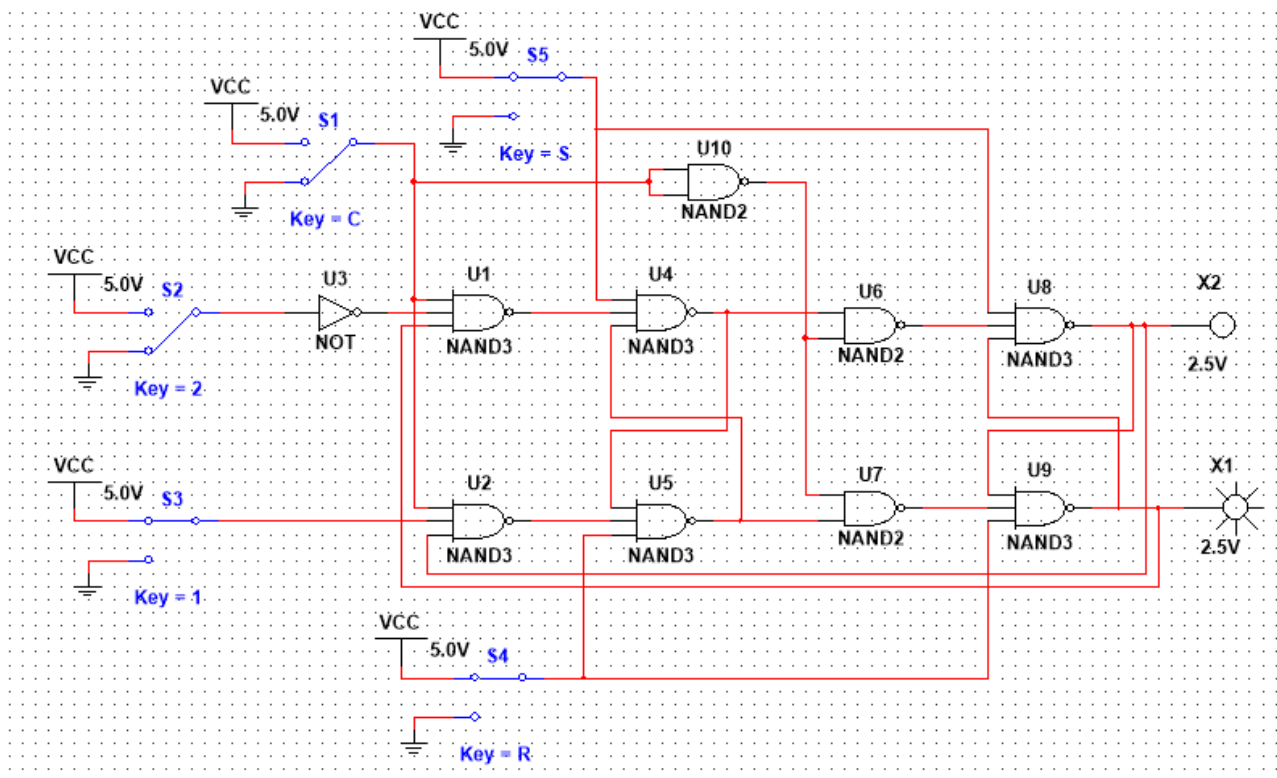 VCC
5.0V
S5
Key = S
VCC
5.0V
S1
Key = C
U10
NAND2
VCC
5.0V
S2
Key = 2
U3
NOT
U1
NAND3
U4
NAND3
U6
NAND2
U8
NAND3
X2
2.5V
VCC
5.0V
S3
Key = 1
U2
NAND3
U5
NAND3
U7
NAND2
U9
NAND3
X1
2.5V
VCC
5.0V
S4
Key = R